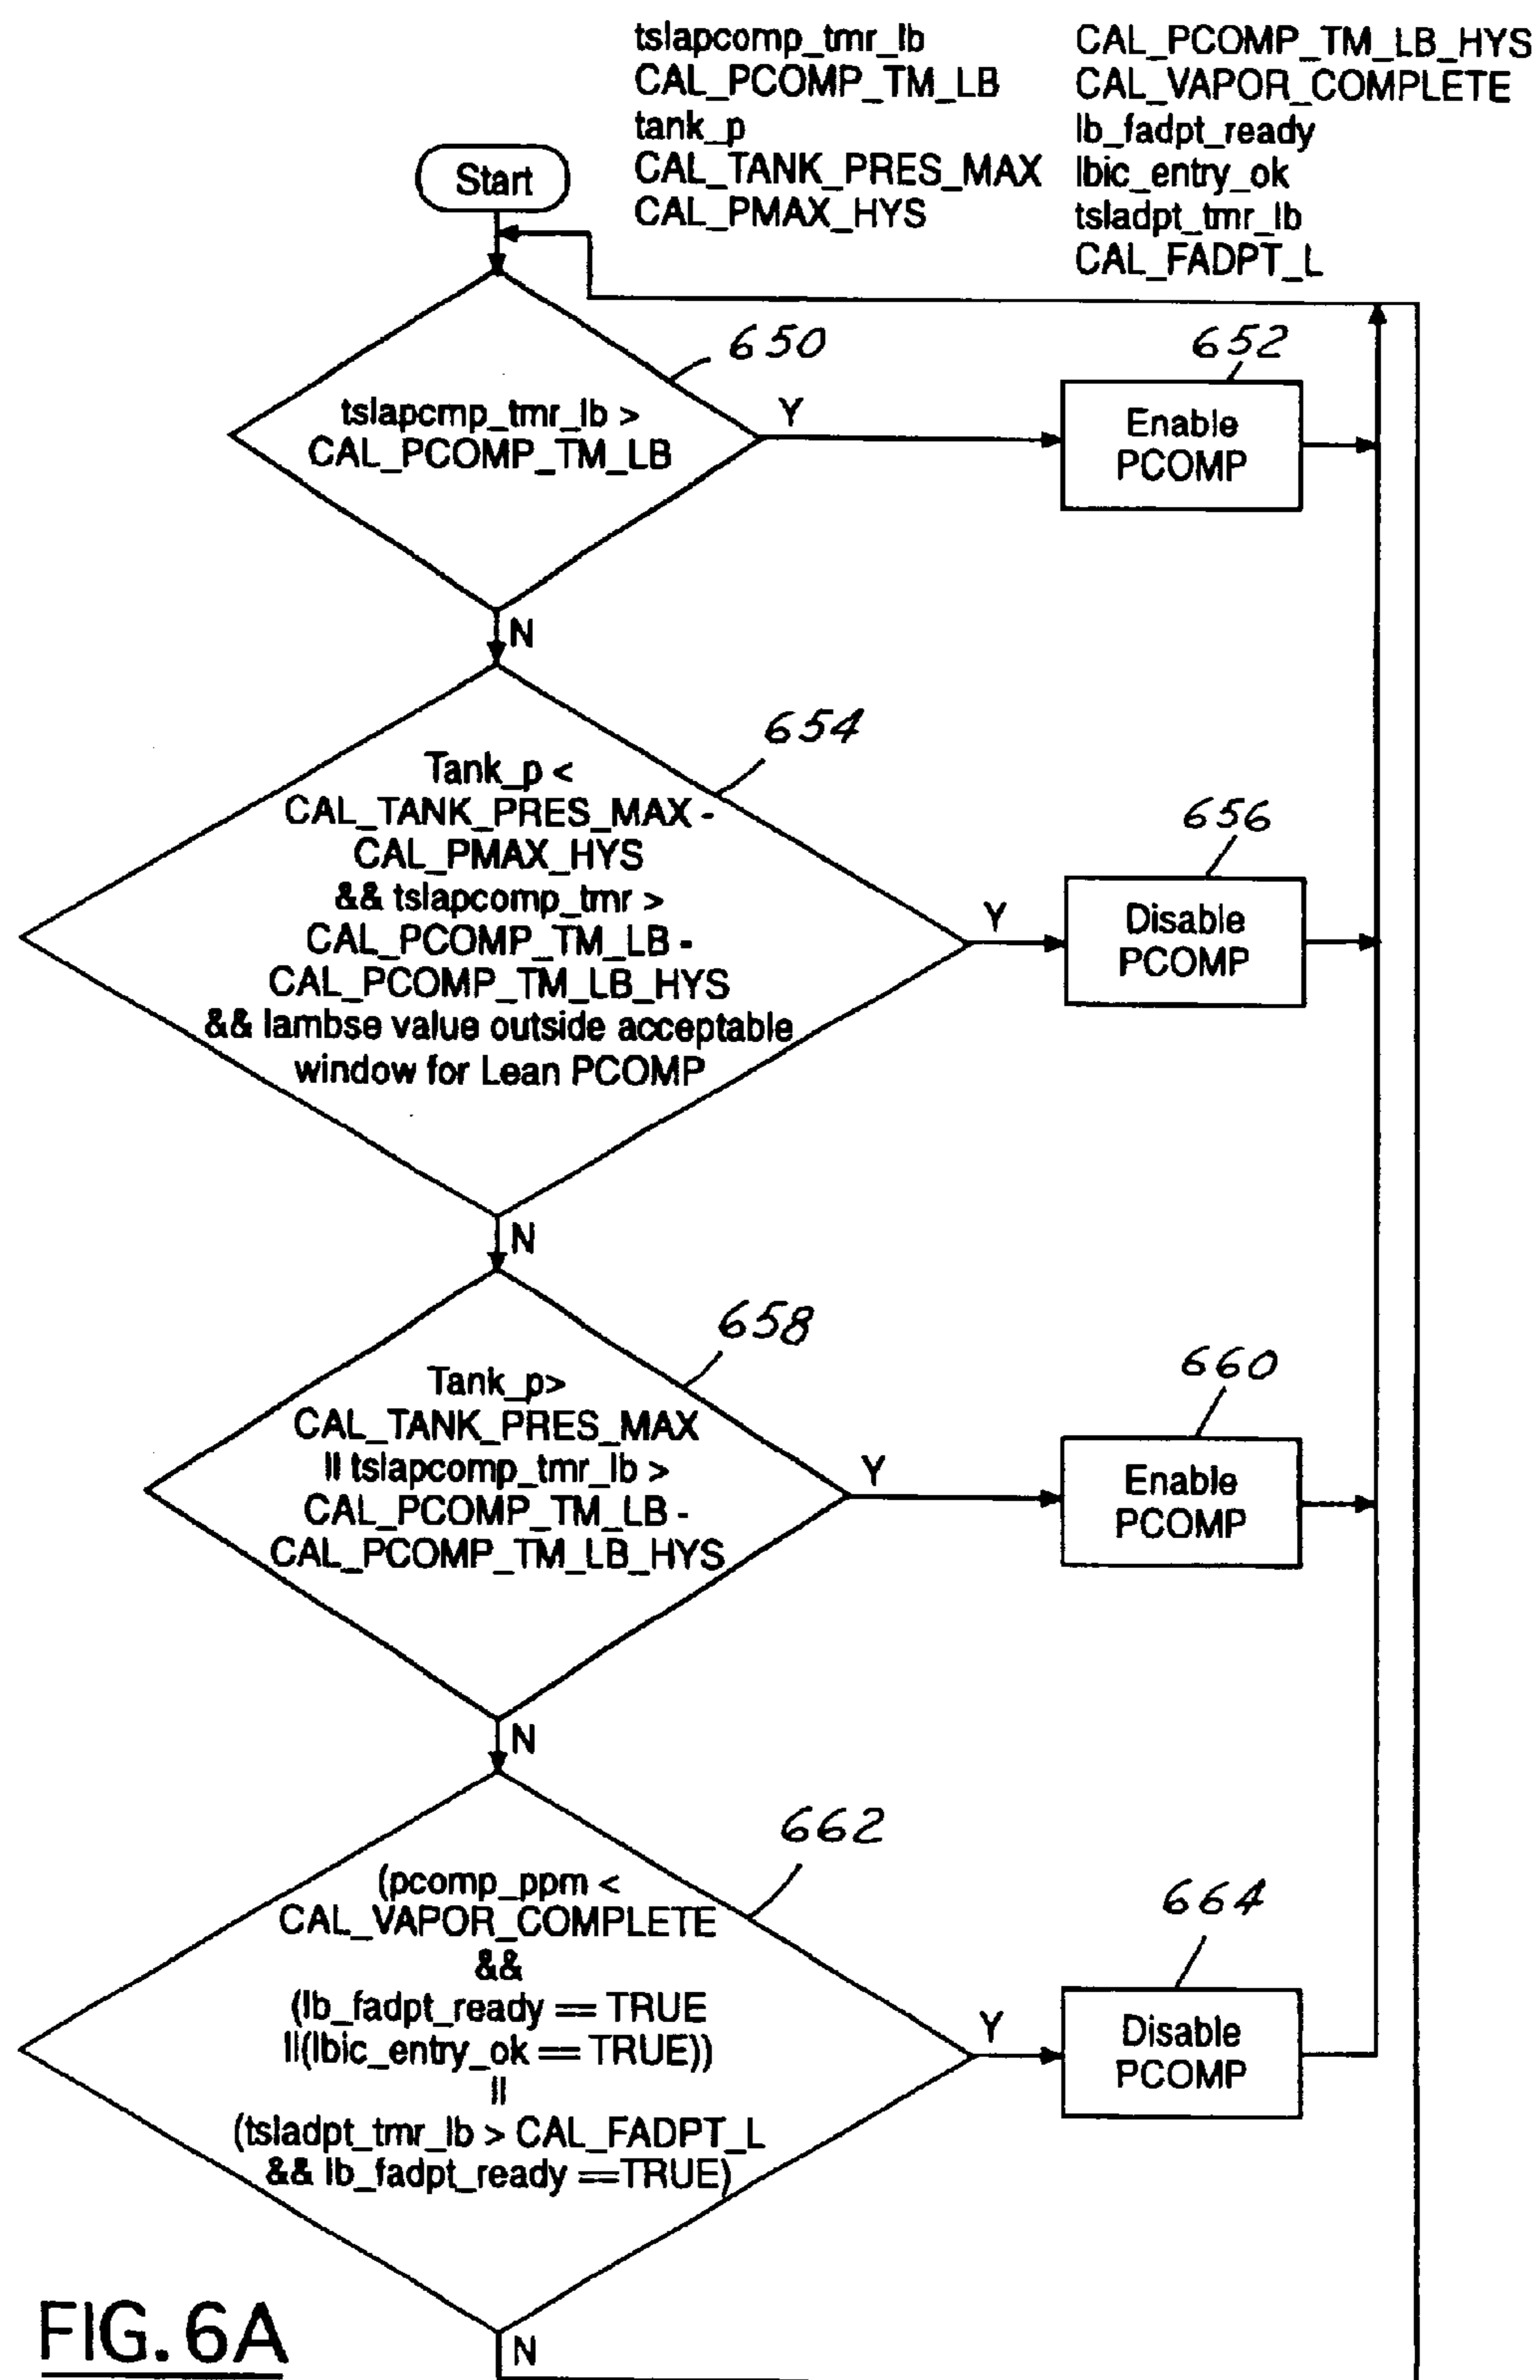 tslapcomp_tmr_lb
CAL_PCOMP_TM_LB
tank_p
CAL_TANK_PRES_MAX
CAL_PMAX_HYS
CAL_PCOMP_TM_LB_HYS
CAL_VAPOR_COMPLETE
lb_fadpt_ready
lbic_entry_ok
tsladpt_tmr_lb
CAL_FADPT_L
Start
650
tslapcmp_tmr_lb >
CAL_PCOMP_TM_LB
Y
652
Enable
PCOMP
N
654
Tank_p <
CAL_TANK_PRES_MAX -
CAL_PMAX_HYS
&& tslapcomp_tmr >
CAL_PCOMP_TM_LB -
CAL_PCOMP_TM_LB_HYS
&& lambse value outside acceptable
window for Lean PCOMP
Y
656
Disable
PCOMP
N
658
Tank_p>
CAL_TANK_PRES_MAX
|| tslapcomp_tmr_lb >
CAL_PCOMP_TM_LB -
CAL_PCOMP_TM_LB_HYS
Y
660
Enable
PCOMP
N
662
(pcomp_ppm <
CAL_VAPOR_COMPLETE
&&
(lb_fadpt_ready == TRUE
||(lbic_entry_ok == TRUE))
||
(tsladpt_tmr_lb > CAL_FADPT_L
&& lb_fadpt_ready ==TRUE)
Y
664
Disable
PCOMP
N
FIG. 6A